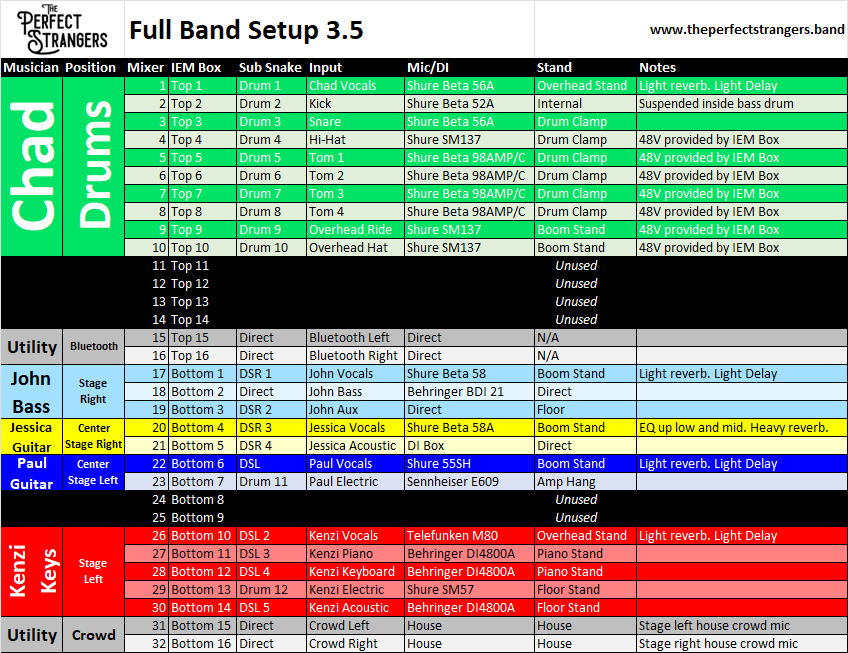 THE PERFECT STRANGERS
Full Band Setup 3.5
www.theperfectstrangers.band
Musician Position Mixer IEM Box Sub Snake Input Mic/DI Stand Notes
Chad Drums
1 Top 1 Drum 1 Chad Vocals Shure Beta 56A Overhead Stand Light reverb. Light Delay
2 Top 2 Drum 2 Kick Shure Beta 52A Internal Suspended inside bass drum
3 Top 3 Drum 3 Snare Shure Beta 56A Drum Clamp
4 Top 4 Drum 4 Hi-Hat Shure SM137 Drum Clamp 48V provided by IEM Box
5 Top 5 Drum 5 Tom 1 Shure Beta 98AMP/C Drum Clamp 48V provided by IEM Box
6 Top 6 Drum 6 Tom 2 Shure Beta 98AMP/C Drum Clamp 48V provided by IEM Box
7 Top 7 Drum 7 Tom 3 Shure Beta 98AMP/C Drum Clamp 48V provided by IEM Box
8 Top 8 Drum 8 Tom 4 Shure Beta 98AMP/C Drum Clamp 48V provided by IEM Box
9 Top 9 Drum 9 Overhead Ride Shure SM137 Boom Stand 48V provided by IEM Box
10 Top 10 Drum 10 Overhead Hat Shure SM137 Boom Stand 48V provided by IEM Box
11 Top 11 Unused
12 Top 12 Unused
13 Top 13 Unused
14 Top 14 Unused
Utility Bluetooth
15 Top 15 Direct Bluetooth Left Direct N/A
16 Top 16 Direct Bluetooth Right Direct N/A
John Bass Stage Right
17 Bottom 1 DSR 1 John Vocals Shure Beta 58 Boom Stand Light reverb. Light Delay
18 Bottom 2 Direct John Bass Behringer BDI 21 Direct
19 Bottom 3 DSR 2 John Aux Direct Floor
Jessica Guitar Center Stage Right
20 Bottom 4 DSR 3 Jessica Vocals Shure Beta 58A Boom Stand EQ up low and mid. Heavy reverb.
21 Bottom 5 DSR 4 Jessica Acoustic DI Box Direct
Paul Guitar Center Stage Left
22 Bottom 6 DSL Paul Vocals Shure 55SH Boom Stand Light reverb. Light Delay
23 Bottom 7 Drum 11 Paul Electric Sennheiser E609 Amp Hang
24 Bottom 8 Unused
25 Bottom 9 Unused
Kenzi Keys Stage Left
26 Bottom 10 DSL 2 Kenzi Vocals Telefunken M80 Overhead Stand Light reverb. Light Delay
27 Bottom 11 DSL 3 Kenzi Piano Behringer DI4800A Piano Stand
28 Bottom 12 DSL 4 Kenzi Keyboard Behringer DI4800A Piano Stand
29 Bottom 13 Drum 12 Kenzi Electric Shure SM57 Floor Stand
30 Bottom 14 DSL 5 Kenzi Acoustic Behringer DI4800A Floor Stand
Utility Crowd
31 Bottom 15 Direct Crowd Left House House Stage left house crowd mic
32 Bottom 16 Direct Crowd Right House House Stage right house crowd mic